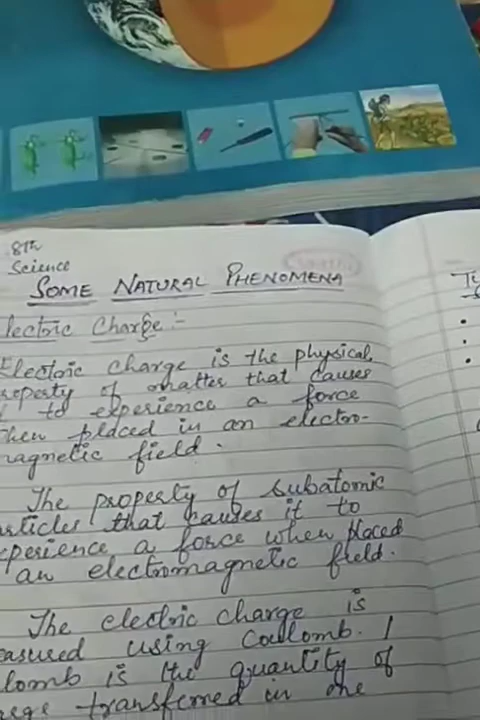 8th
Science
SOME NATURAL PHENOMENA
lectric Charge :-
Electric charge is the physical
roperty of matter that causes
to experience a force
hen placed in an electro-
magnetic field.
The property of subatomic
articles that causes it to
xperience a force when placed
an electromagnetic field.
The electric charge is
easured using Coulomb. 1
lomb is the quantity of
arge transferred in one